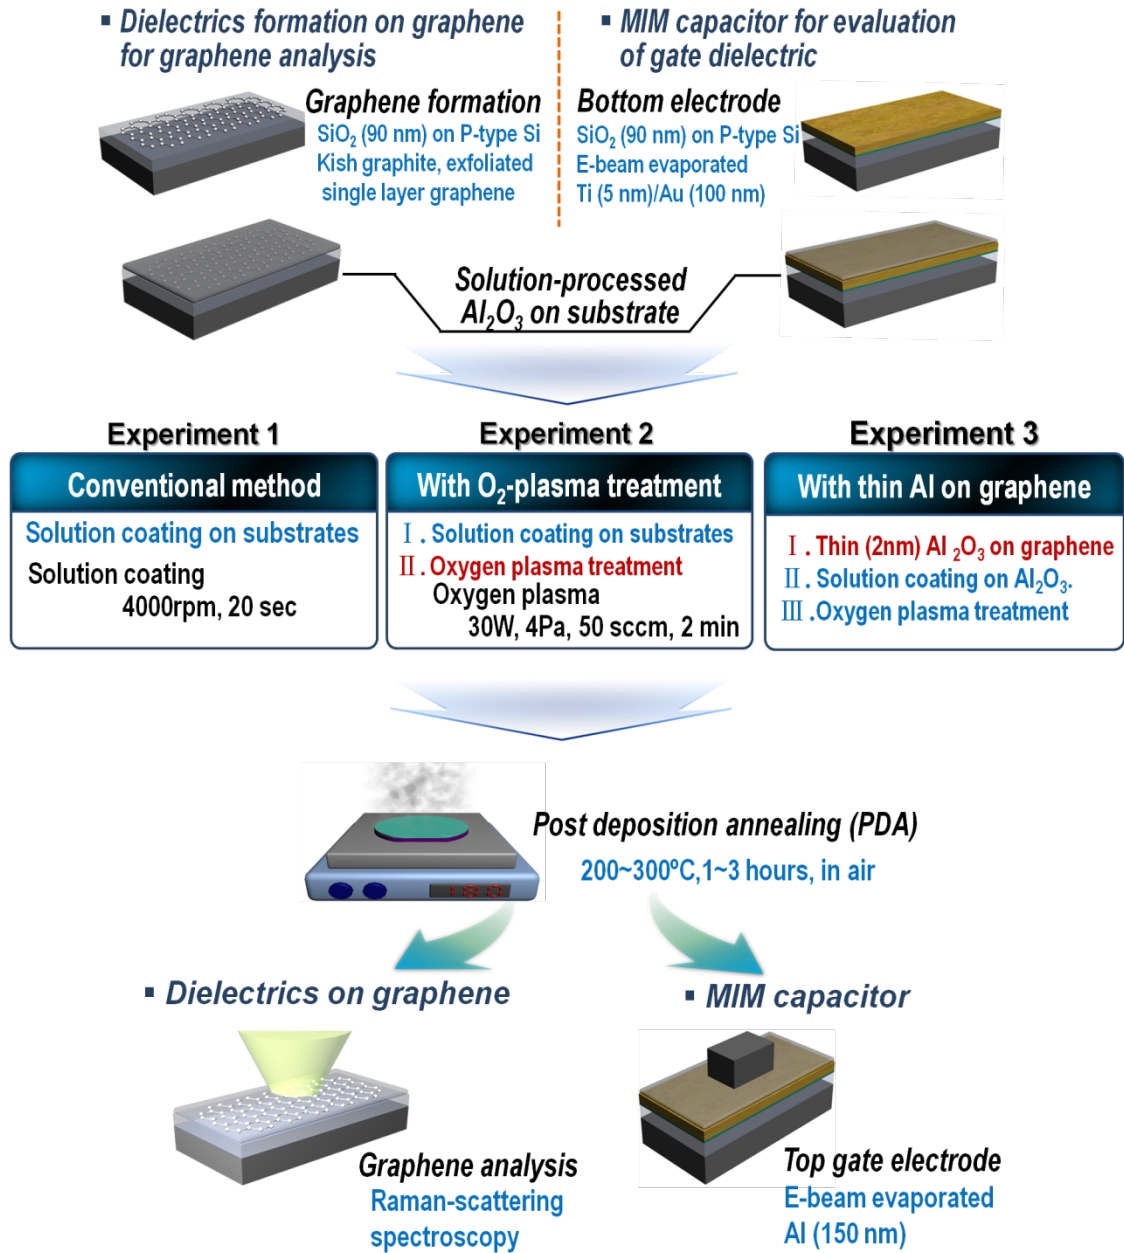 ▪ Dielectrics formation on graphene
for graphene analysis
▪ MIM capacitor for evaluation
of gate dielectric
Graphene formation
SiO₂ (90 nm) on P-type Si
Kish graphite, exfoliated
single layer graphene
Bottom electrode
SiO₂ (90 nm) on P-type Si
E-beam evaporated
Ti (5 nm)/Au (100 nm)
Solution-processed
Al₂O₃ on substrate
Experiment 1
Conventional method
Solution coating on substrates
Solution coating
4000rpm, 20 sec
Experiment 2
With O₂-plasma treatment
Ⅰ. Solution coating on substrates
Ⅱ. Oxygen plasma treatment
Oxygen plasma
30W, 4Pa, 50 sccm, 2 min
Experiment 3
With thin Al on graphene
Ⅰ. Thin (2nm) Al ₂O₃ on graphene
Ⅱ. Solution coating on Al₂O₃.
Ⅲ. Oxygen plasma treatment
Post deposition annealing (PDA)
200~300ºC,1~3 hours, in air
▪ Dielectrics on graphene
▪ MIM capacitor
Graphene analysis
Raman-scattering
spectroscopy
Top gate electrode
E-beam evaporated
Al (150 nm)